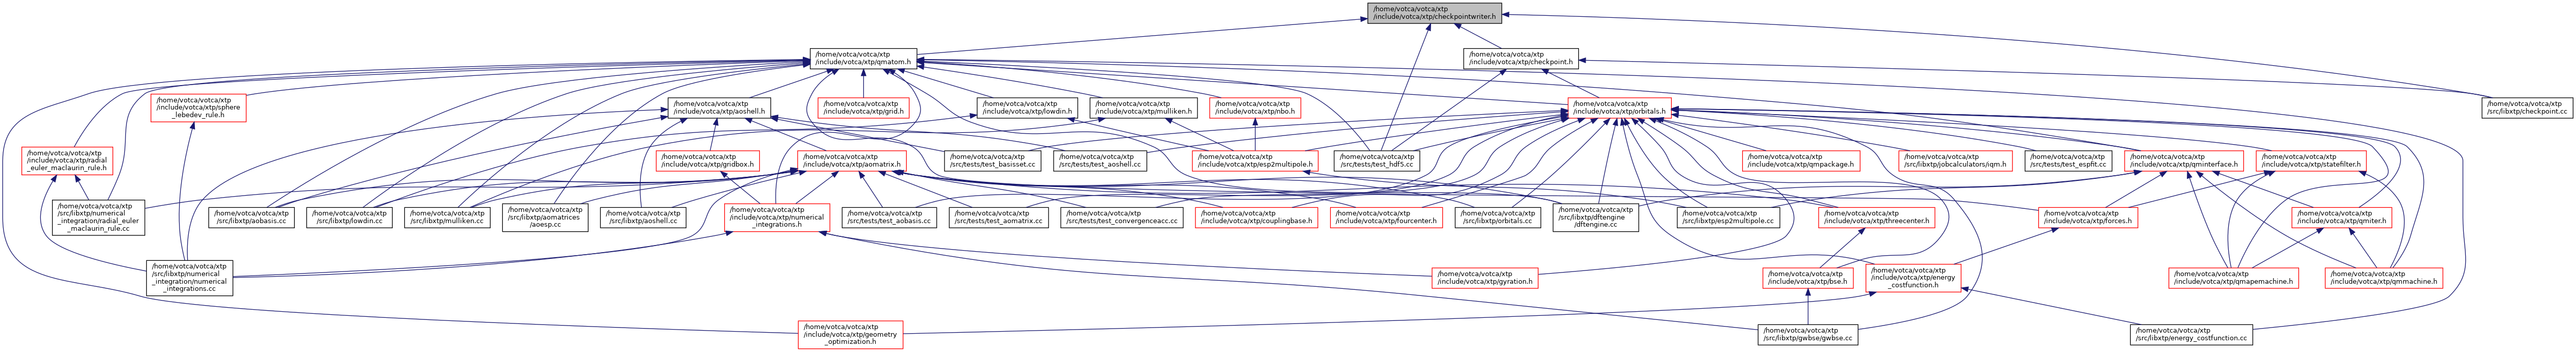 /home/votca/votca/xtp
/include/votca/xtp/checkpointwriter.h
/home/votca/votca/xtp
/include/votca/xtp/qmatom.h
/home/votca/votca/xtp
/include/votca/xtp/checkpoint.h
/home/votca/votca/xtp
/include/votca/xtp/sphere
_lebedev_rule.h
/home/votca/votca/xtp
/include/votca/xtp/aoshell.h
/home/votca/votca/xtp
/include/votca/xtp/grid.h
/home/votca/votca/xtp
/include/votca/xtp/lowdin.h
/home/votca/votca/xtp
/include/votca/xtp/mulliken.h
/home/votca/votca/xtp
/include/votca/xtp/nbo.h
/home/votca/votca/xtp
/include/votca/xtp/orbitals.h
/home/votca/votca/xtp
/src/libxtp/checkpoint.cc
/home/votca/votca/xtp
/include/votca/xtp/radial
_euler_maclaurin_rule.h
/home/votca/votca/xtp
/include/votca/xtp/gridbox.h
/home/votca/votca/xtp
/include/votca/xtp/aomatrix.h
/home/votca/votca/xtp
/src/tests/test_basisset.cc
/home/votca/votca/xtp
/src/tests/test_aoshell.cc
/home/votca/votca/xtp
/include/votca/xtp/esp2multipole.h
/home/votca/votca/xtp
/src/tests/test_hdf5.cc
/home/votca/votca/xtp
/include/votca/xtp/qmpackage.h
/home/votca/votca/xtp
/src/libxtp/jobcalculators/iqm.h
/home/votca/votca/xtp
/src/tests/test_espfit.cc
/home/votca/votca/xtp
/include/votca/xtp/qminterface.h
/home/votca/votca/xtp
/include/votca/xtp/statefilter.h
/home/votca/votca/xtp
/src/libxtp/numerical
_integration/radial_euler
_maclaurin_rule.cc
/home/votca/votca/xtp
/src/libxtp/aobasis.cc
/home/votca/votca/xtp
/src/libxtp/lowdin.cc
/home/votca/votca/xtp
/src/libxtp/mulliken.cc
/home/votca/votca/xtp
/src/libxtp/aomatrices
/aoesp.cc
/home/votca/votca/xtp
/src/libxtp/aoshell.cc
/home/votca/votca/xtp
/include/votca/xtp/numerical
_integrations.h
/home/votca/votca/xtp
/src/tests/test_aobasis.cc
/home/votca/votca/xtp
/src/tests/test_aomatrix.cc
/home/votca/votca/xtp
/src/tests/test_convergenceacc.cc
/home/votca/votca/xtp
/include/votca/xtp/couplingbase.h
/home/votca/votca/xtp
/include/votca/xtp/fourcenter.h
/home/votca/votca/xtp
/src/libxtp/orbitals.cc
/home/votca/votca/xtp
/src/libxtp/dftengine
/dftengine.cc
/home/votca/votca/xtp
/src/libxtp/esp2multipole.cc
/home/votca/votca/xtp
/include/votca/xtp/threecenter.h
/home/votca/votca/xtp
/include/votca/xtp/forces.h
/home/votca/votca/xtp
/include/votca/xtp/qmiter.h
/home/votca/votca/xtp
/src/libxtp/numerical
_integration/numerical
_integrations.cc
/home/votca/votca/xtp
/include/votca/xtp/gyration.h
/home/votca/votca/xtp
/include/votca/xtp/bse.h
/home/votca/votca/xtp
/include/votca/xtp/energy
_costfunction.h
/home/votca/votca/xtp
/include/votca/xtp/qmapemachine.h
/home/votca/votca/xtp
/include/votca/xtp/qmmachine.h
/home/votca/votca/xtp
/include/votca/xtp/geometry
_optimization.h
/home/votca/votca/xtp
/src/libxtp/gwbse/gwbse.cc
/home/votca/votca/xtp
/src/libxtp/energy_costfunction.cc